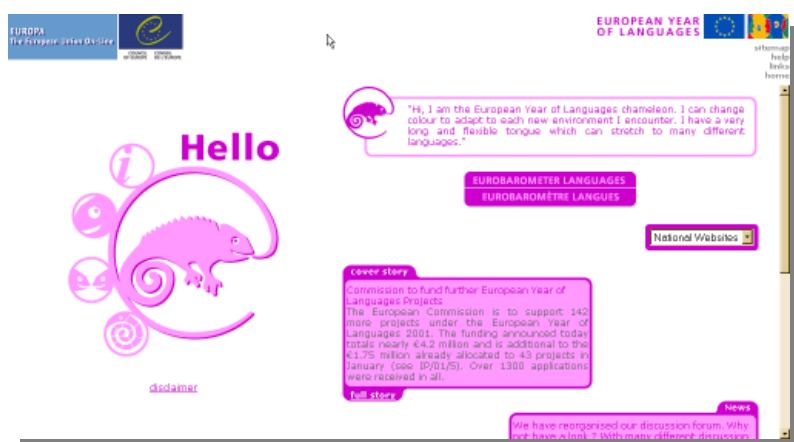 EUROPA
The European Union On-Line
COUNCIL CONSEIL
OF EUROPE DE L'EUROPE
EUROPEAN YEAR
OF LANGUAGES
sitemap
help
links
home
Hello
i
"Hi, I am the European Year of Languages chameleon. I can change
colour to adapt to each new environment I encounter. I have a very
long and flexible tongue which can stretch to many different
languages."
EUROBAROMETER LANGUAGES
EUROBAROMÈTRE LANGUES
National Websites
cover story
Commission to fund further European Year of
Languages Projects
The European Commission is to support 142
more projects under the European Year of
Languages 2001. The funding announced today
totals nearly €4.2 million and is additional to the
€1.75 million already allocated to 43 projects in
January (see IP/01/5). Over 1300 applications
were received in all.
full story
disclaimer
News
We have reorganised our discussion forum. Why
not have a look ? With many different discussion